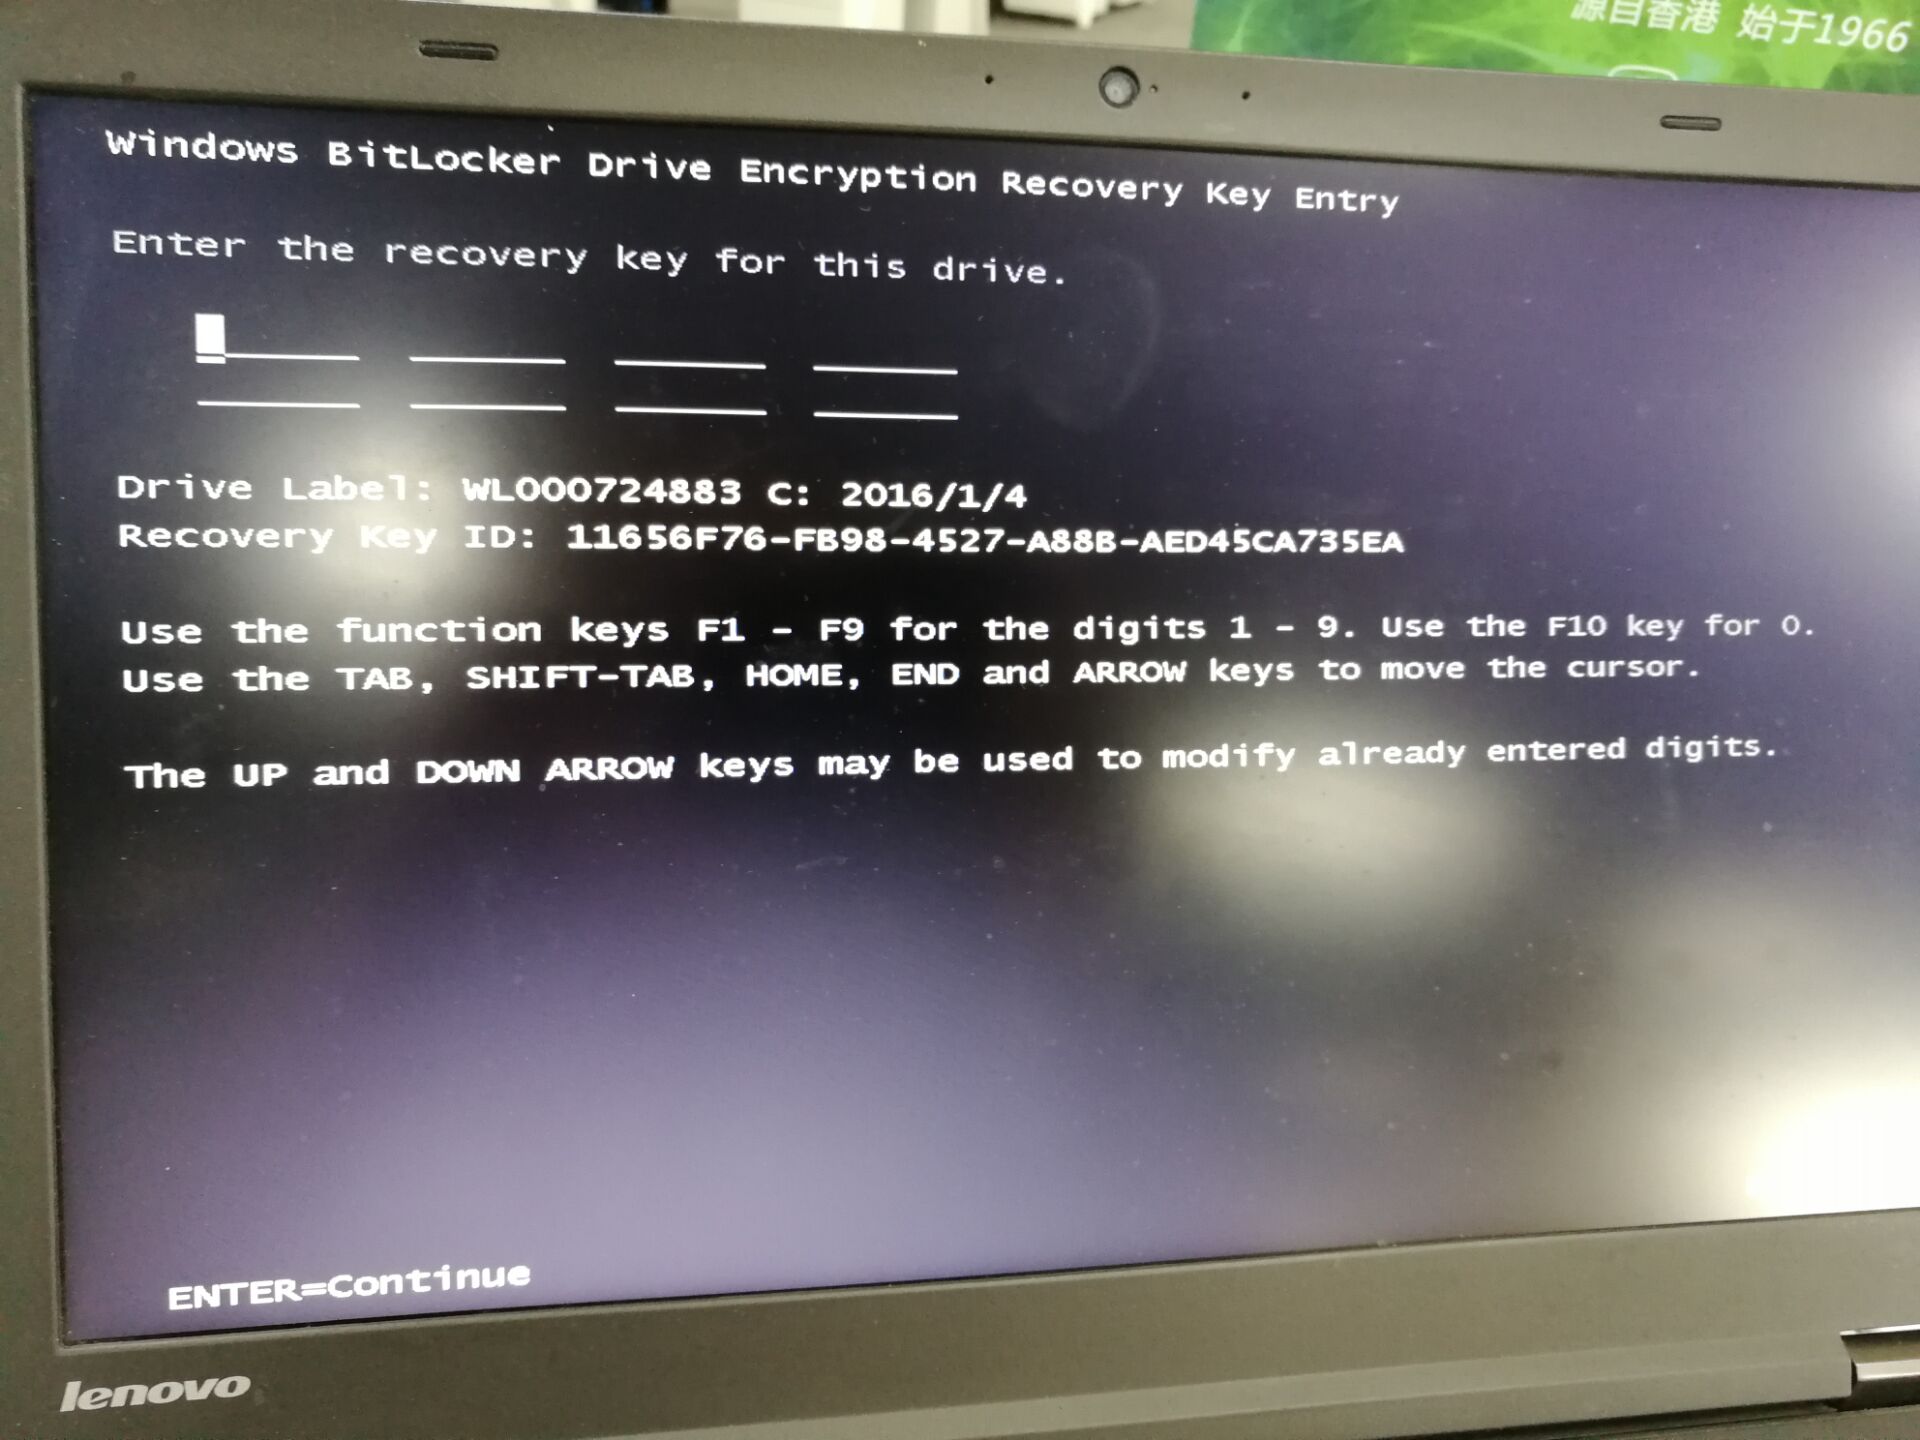 源自香港 始于1966
Windows BitLocker Drive Encryption Recovery Key Entry
Enter the recovery key for this drive.
Drive Label: WL000724883 C: 2016/1/4
Recovery Key ID: 11656F76-FB98-4527-A88B-AED45CA735EA
Use the function keys F1 - F9 for the digits 1 - 9. Use the F10 key for 0.
Use the TAB, SHIFT-TAB, HOME, END and ARROW keys to move the cursor.
The UP and DOWN ARROW keys may be used to modify already entered digits.
ENTER=Continue
lenovo